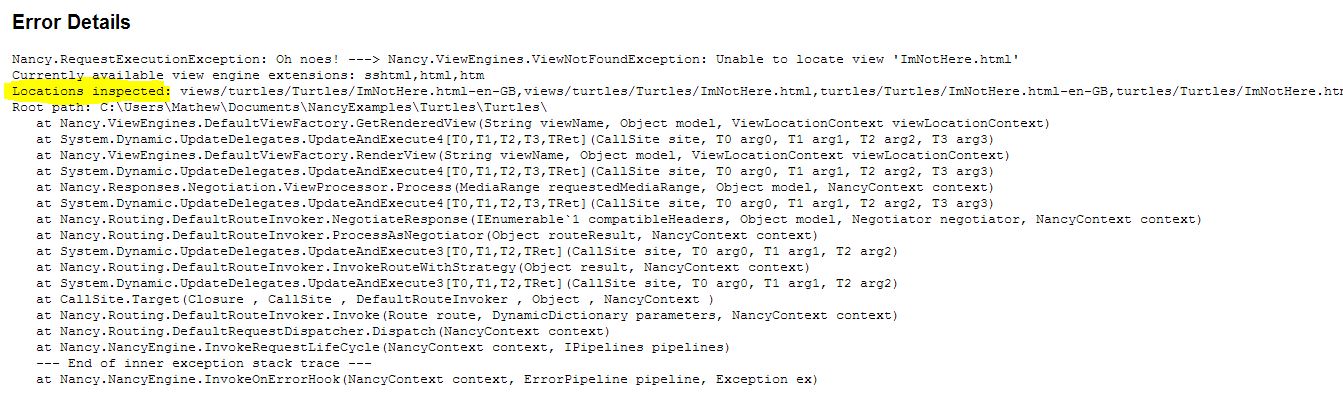 Error Details
Nancy.RequestExecutionException: Oh noes! ---> Nancy.ViewEngines.ViewNotFoundException: Unable to locate view 'ImNotHere.html'
Currently available view engine extensions: sshtml,html,htm
Locations inspected: views/turtles/Turtles/ImNotHere.html-en-GB,views/turtles/Turtles/ImNotHere.html,turtles/Turtles/ImNotHere.html-en-GB,turtles/Turtles/ImNotHere.htm
Root path: C:\Users\Mathew\Documents\NancyExamples\Turtles\Turtles\
at Nancy.ViewEngines.DefaultViewFactory.GetRenderedView(String viewName, Object model, ViewLocationContext viewLocationContext)
at System.Dynamic.UpdateDelegates.UpdateAndExecute4[T0,T1,T2,T3,TRet](CallSite site, T0 arg0, T1 arg1, T2 arg2, T3 arg3)
at Nancy.ViewEngines.DefaultViewFactory.RenderView(String viewName, Object model, ViewLocationContext viewLocationContext)
at System.Dynamic.UpdateDelegates.UpdateAndExecute4[T0,T1,T2,T3,TRet](CallSite site, T0 arg0, T1 arg1, T2 arg2, T3 arg3)
at Nancy.Responses.Negotiation.ViewProcessor.Process(MediaRange requestedMediaRange, Object model, NancyContext context)
at System.Dynamic.UpdateDelegates.UpdateAndExecute4[T0,T1,T2,T3,TRet](CallSite site, T0 arg0, T1 arg1, T2 arg2, T3 arg3)
at Nancy.Routing.DefaultRouteInvoker.NegotiateResponse(IEnumerable`1 compatibleHeaders, Object model, Negotiator negotiator, NancyContext context)
at Nancy.Routing.DefaultRouteInvoker.ProcessAsNegotiator(Object routeResult, NancyContext context)
at System.Dynamic.UpdateDelegates.UpdateAndExecute3[T0,T1,T2,TRet](CallSite site, T0 arg0, T1 arg1, T2 arg2)
at Nancy.Routing.DefaultRouteInvoker.InvokeRouteWithStrategy(Object result, NancyContext context)
at System.Dynamic.UpdateDelegates.UpdateAndExecute3[T0,T1,T2,TRet](CallSite site, T0 arg0, T1 arg1, T2 arg2)
at CallSite.Target(Closure , CallSite , DefaultRouteInvoker , Object , NancyContext )
at Nancy.Routing.DefaultRouteInvoker.Invoke(Route route, DynamicDictionary parameters, NancyContext context)
at Nancy.Routing.DefaultRequestDispatcher.Dispatch(NancyContext context)
at Nancy.NancyEngine.InvokeRequestLifeCycle(NancyContext context, IPipelines pipelines)
--- End of inner exception stack trace ---
at Nancy.NancyEngine.InvokeOnErrorHook(NancyContext context, ErrorPipeline pipeline, Exception ex)